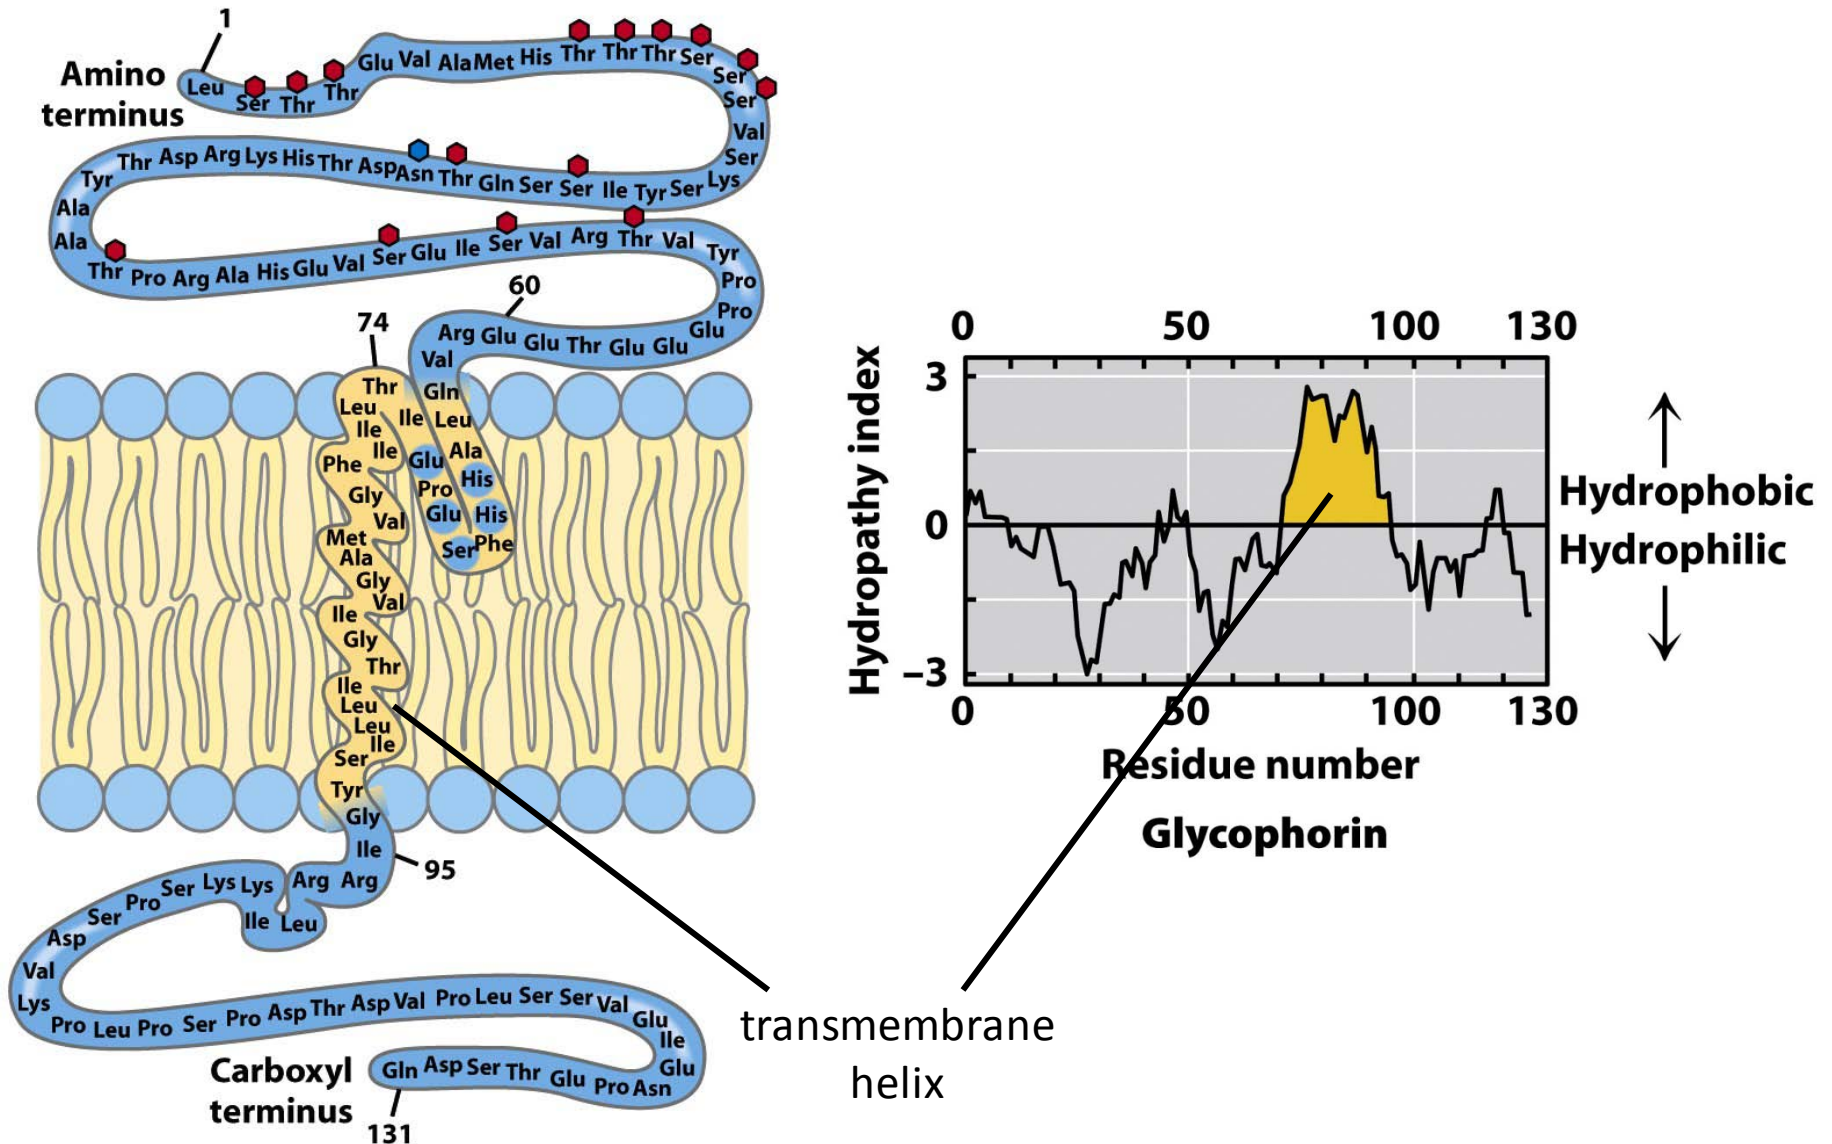 1
Amino
terminus
Leu Ser Thr Thr Glu Val Ala Met His Thr Thr Thr Ser Ser Ser Val Ser Lys
Thr Asp Arg Lys His Thr Asp Asn Thr Gln Ser Ser Ile Tyr Ser
Tyr
Ala
Ala
Thr Pro Arg Ala His Glu Val Ser Glu Ile Ser Val Arg Thr Val Tyr
Pro
Pro
60
Arg Glu Glu Thr Glu Glu Glu
Val
Gln
Leu
Ala
His
His
Phe
Ser
Glu
Pro
Glu
Ile
74
Thr
Leu
Ile
Ile
Phe
Gly
Val
Met
Ala
Gly
Val
Ile
Gly
Thr
Ile
Leu
Leu
Ile
Ser
Tyr
Gly
Ile
95
Arg Arg
Leu
Ile
Ser Lys Lys
Pro
Ser
Asp
Val
Lys
Pro Leu Pro Ser Pro Asp Thr Asp Val Pro Leu Ser Ser Val
Glu
Ile
Glu
Gln Asp Ser Thr Glu Pro Asn
Carboxyl
terminus
131
0 50 100 130
3
0
−3
Hydropathy index
Hydrophobic
Hydrophilic
0 50 100 130
Residue number
Glycophorin
transmembrane
helix